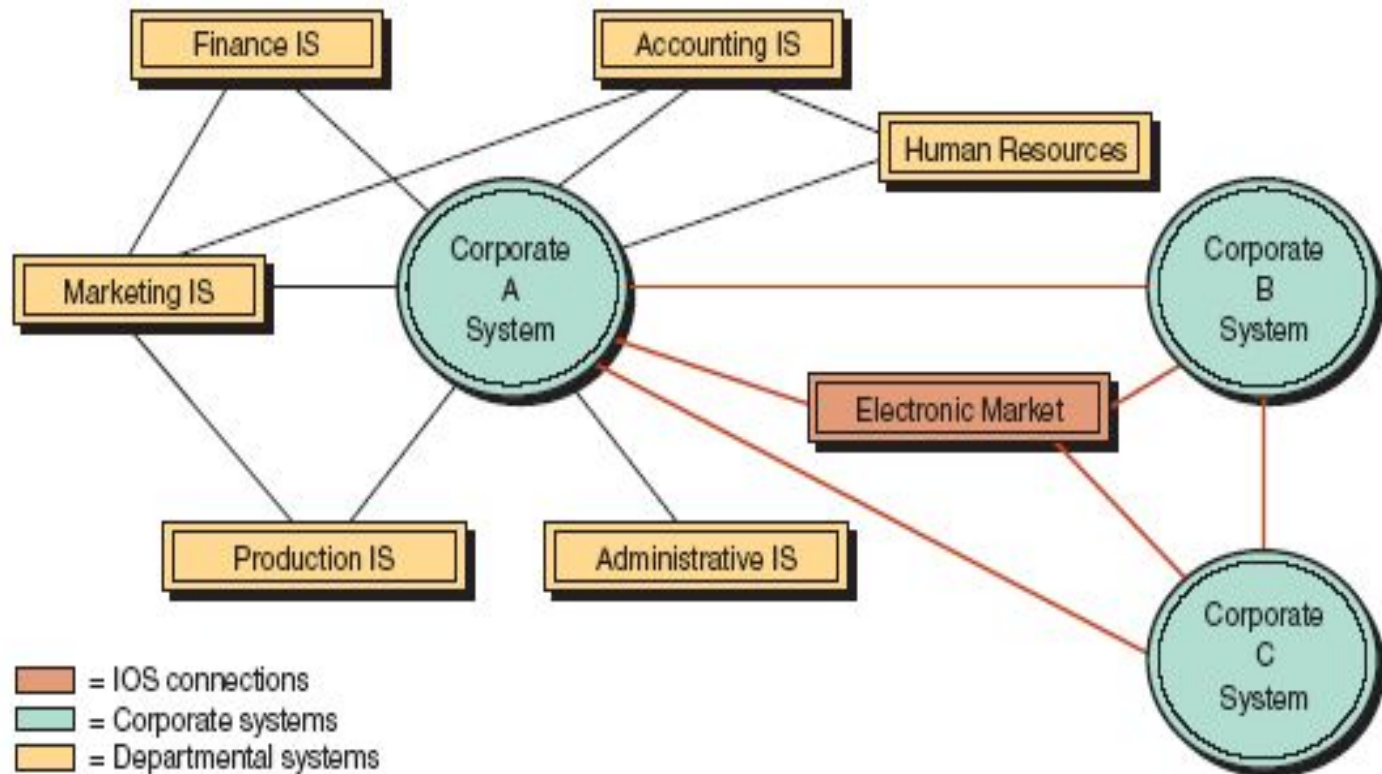 Finance IS
Accounting IS
Human Resources
Marketing IS
Corporate
A
System
Corporate
B
System
Electronic Market
Production IS
Administrative IS
Corporate
C
System
= IOS connections
= Corporate systems
= Departmental systems